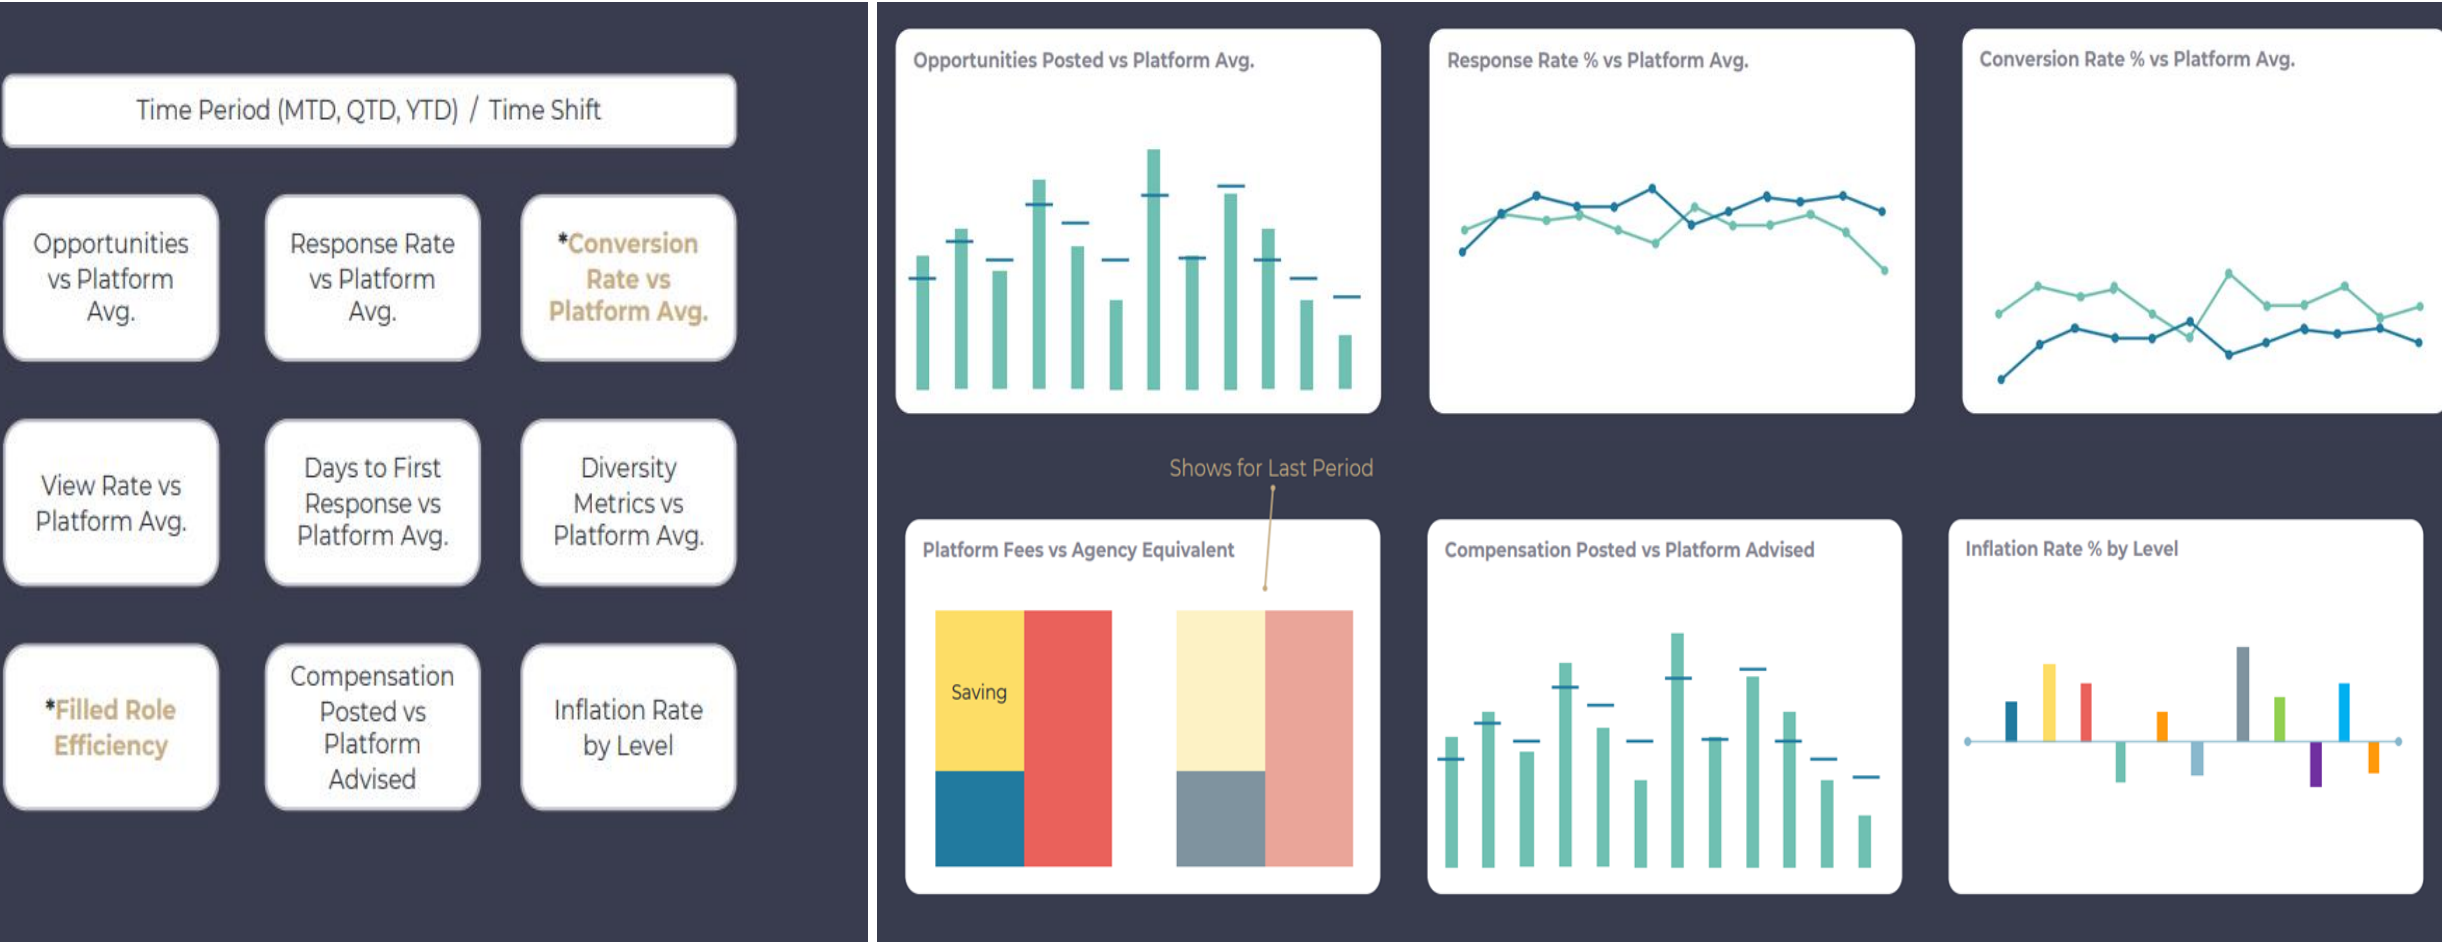 Time Period (MTD, QTD, YTD) / Time Shift
Opportunities
vs Platform
Avg.
Response Rate
vs Platform
Avg.
*Conversion
Rate vs
Platform Avg.
View Rate vs
Platform Avg.
Days to First
Response vs
Platform Avg.
Diversity
Metrics vs
Platform Avg.
*Filled Role
Efficiency
Compensation
Posted vs
Platform
Advised
Inflation Rate
by Level
Opportunities Posted vs Platform Avg.
Response Rate % vs Platform Avg.
Conversion Rate % vs Platform Avg.
Shows for Last Period
Platform Fees vs Agency Equivalent
Saving
Compensation Posted vs Platform Advised
Inflation Rate % by Level